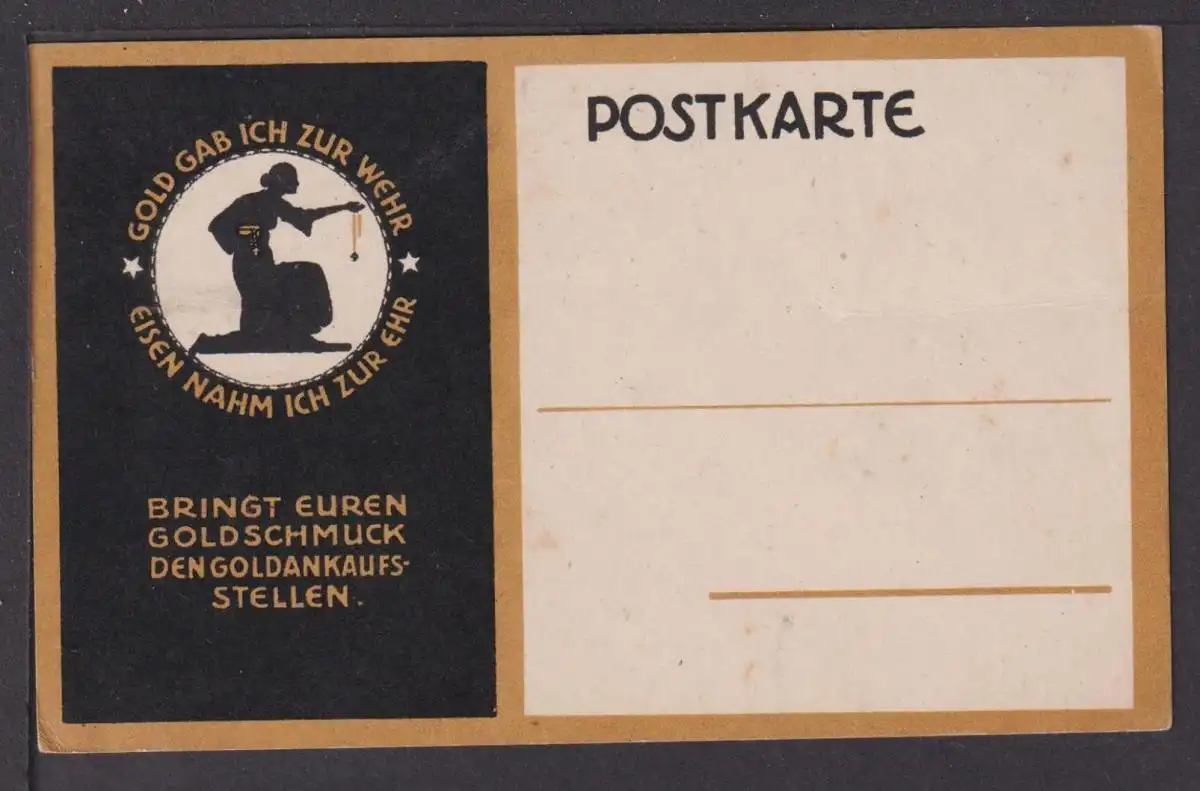 GOLD GAB ICH ZUR WEHR
EISEN NAHM ICH ZUR EHR
BRINGT EUREN
GOLDSCHMUCK
DEN GOLDANKAUFS-
STELLEN.
POSTKARTE